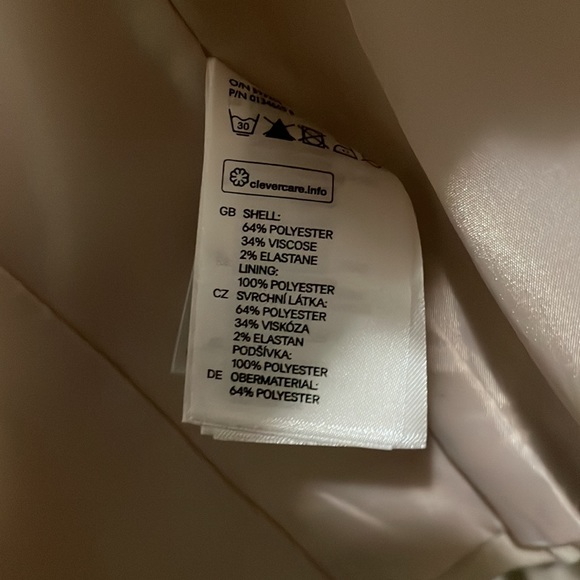 O/N
P/N
30
clevercare.info
GB SHELL:
64% POLYESTER
34% VISCOSE
2% ELASTANE
LINING:
100% POLYESTER
CZ SVRCHNÍ LÁTKA:
64% POLYESTER
34% VISKÓZA
2% ELASTAN
PODŠÍVKA:
100% POLYESTER
DE OBERMATERIAL:
64% POLYESTER